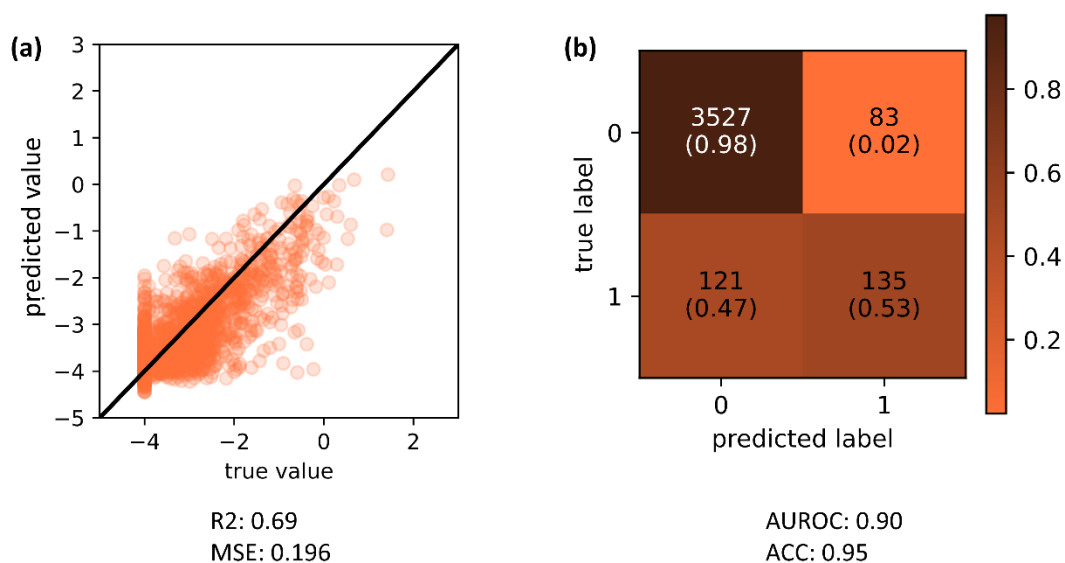 (a)
3
2
1
0
−1
−2
−3
−4
−5
predicted value
−4
−2
0
2
true value
R2: 0.69
MSE: 0.196
(b)
true label
0
1
3527
(0.98)
83
(0.02)
121
(0.47)
135
(0.53)
0
1
predicted label
0.8
0.6
0.4
0.2
AUROC: 0.90
ACC: 0.95